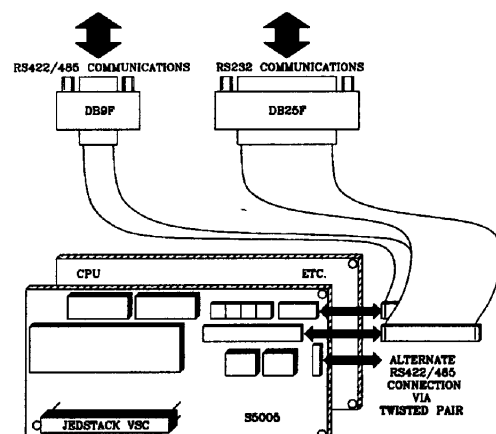 RS422/485 COMMUNICATIONS
RS232 COMMUNICATIONS
DB9F
DB25F
CPU
ETC.
ALTERNATE
RS422/485
CONNECTION
VIA
TWISTED PAIR
S5005
JEDSTACK VSC